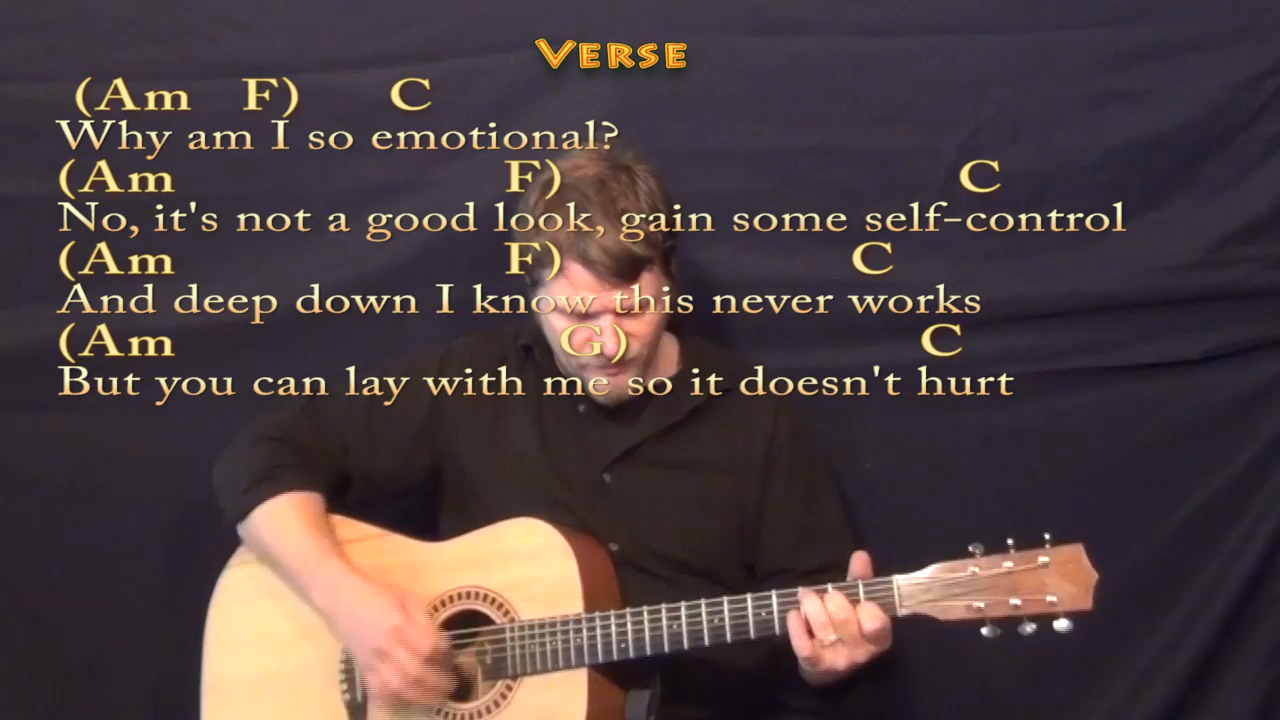 VERSE
(Am F) C
Why am I so emotional?
(Am F) C
No, it's not a good look, gain some self-control
(Am F) C
And deep down I know this never works
(Am G) C
But you can lay with me so it doesn't hurt